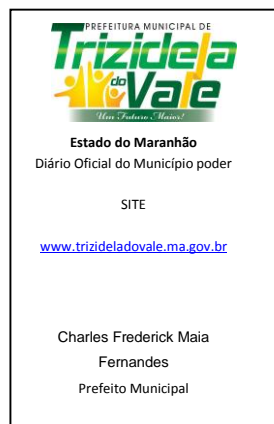 PREFEITURA MUNICIPAL DE
Trizidela
do
Vale
Um Futuro Maior!
Estado do Maranhão
Diário Oficial do Município poder
SITE
www.trizideladovale.ma.gov.br
Charles Frederick Maia
Fernandes
Prefeito Municipal